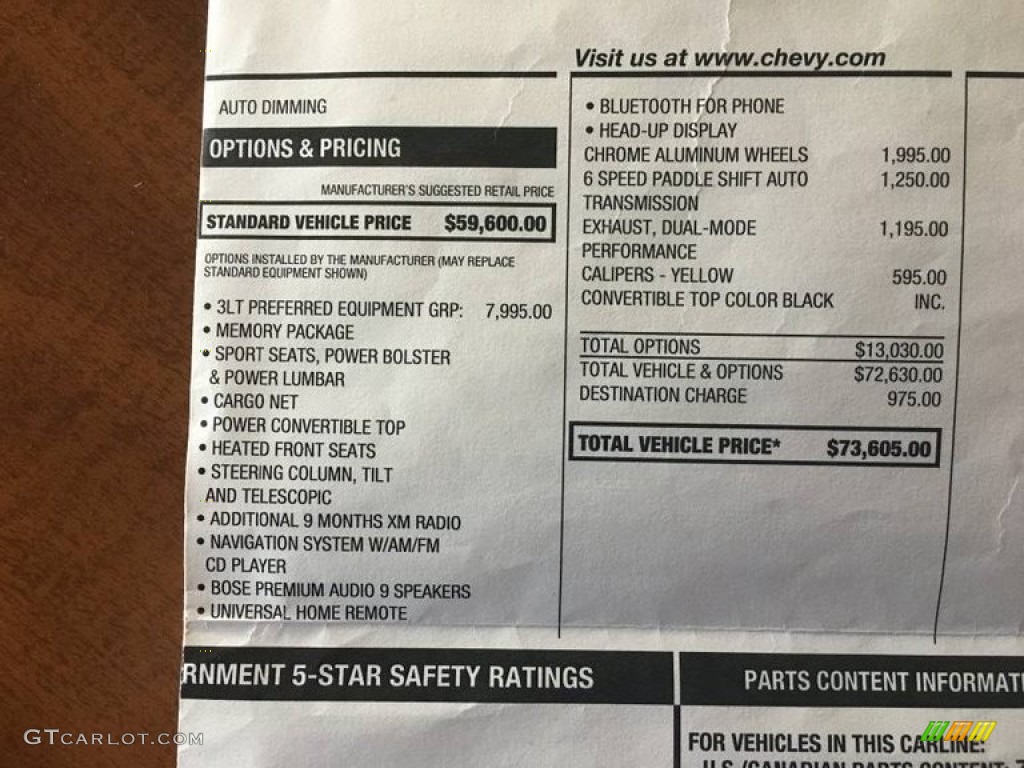 Visit us at www.chevy.com
AUTO DIMMING
OPTIONS & PRICING
MANUFACTURER'S SUGGESTED RETAIL PRICE
STANDARD VEHICLE PRICE $59,600.00
OPTIONS INSTALLED BY THE MANUFACTURER (MAY REPLACE
STANDARD EQUIPMENT SHOWN)
• 3LT PREFERRED EQUIPMENT GRP: 7,995.00
• MEMORY PACKAGE
• SPORT SEATS, POWER BOLSTER
& POWER LUMBAR
• CARGO NET
• POWER CONVERTIBLE TOP
• HEATED FRONT SEATS
• STEERING COLUMN, TILT
AND TELESCOPIC
• ADDITIONAL 9 MONTHS XM RADIO
• NAVIGATION SYSTEM W/AM/FM
CD PLAYER
• BOSE PREMIUM AUDIO 9 SPEAKERS
• UNIVERSAL HOME REMOTE
• BLUETOOTH FOR PHONE
• HEAD-UP DISPLAY
CHROME ALUMINUM WHEELS 1,995.00
6 SPEED PADDLE SHIFT AUTO 1,250.00
TRANSMISSION
EXHAUST, DUAL-MODE 1,195.00
PERFORMANCE
CALIPERS - YELLOW 595.00
CONVERTIBLE TOP COLOR BLACK INC.
TOTAL OPTIONS $13,030.00
TOTAL VEHICLE & OPTIONS $72,630.00
DESTINATION CHARGE 975.00
TOTAL VEHICLE PRICE* $73,605.00
RNMENT 5-STAR SAFETY RATINGS
PARTS CONTENT INFORMATI
FOR VEHICLES IN THIS CARLINE:
U.S./CANADIAN PARTS CONTENT: 7
GTCARLOT.COM